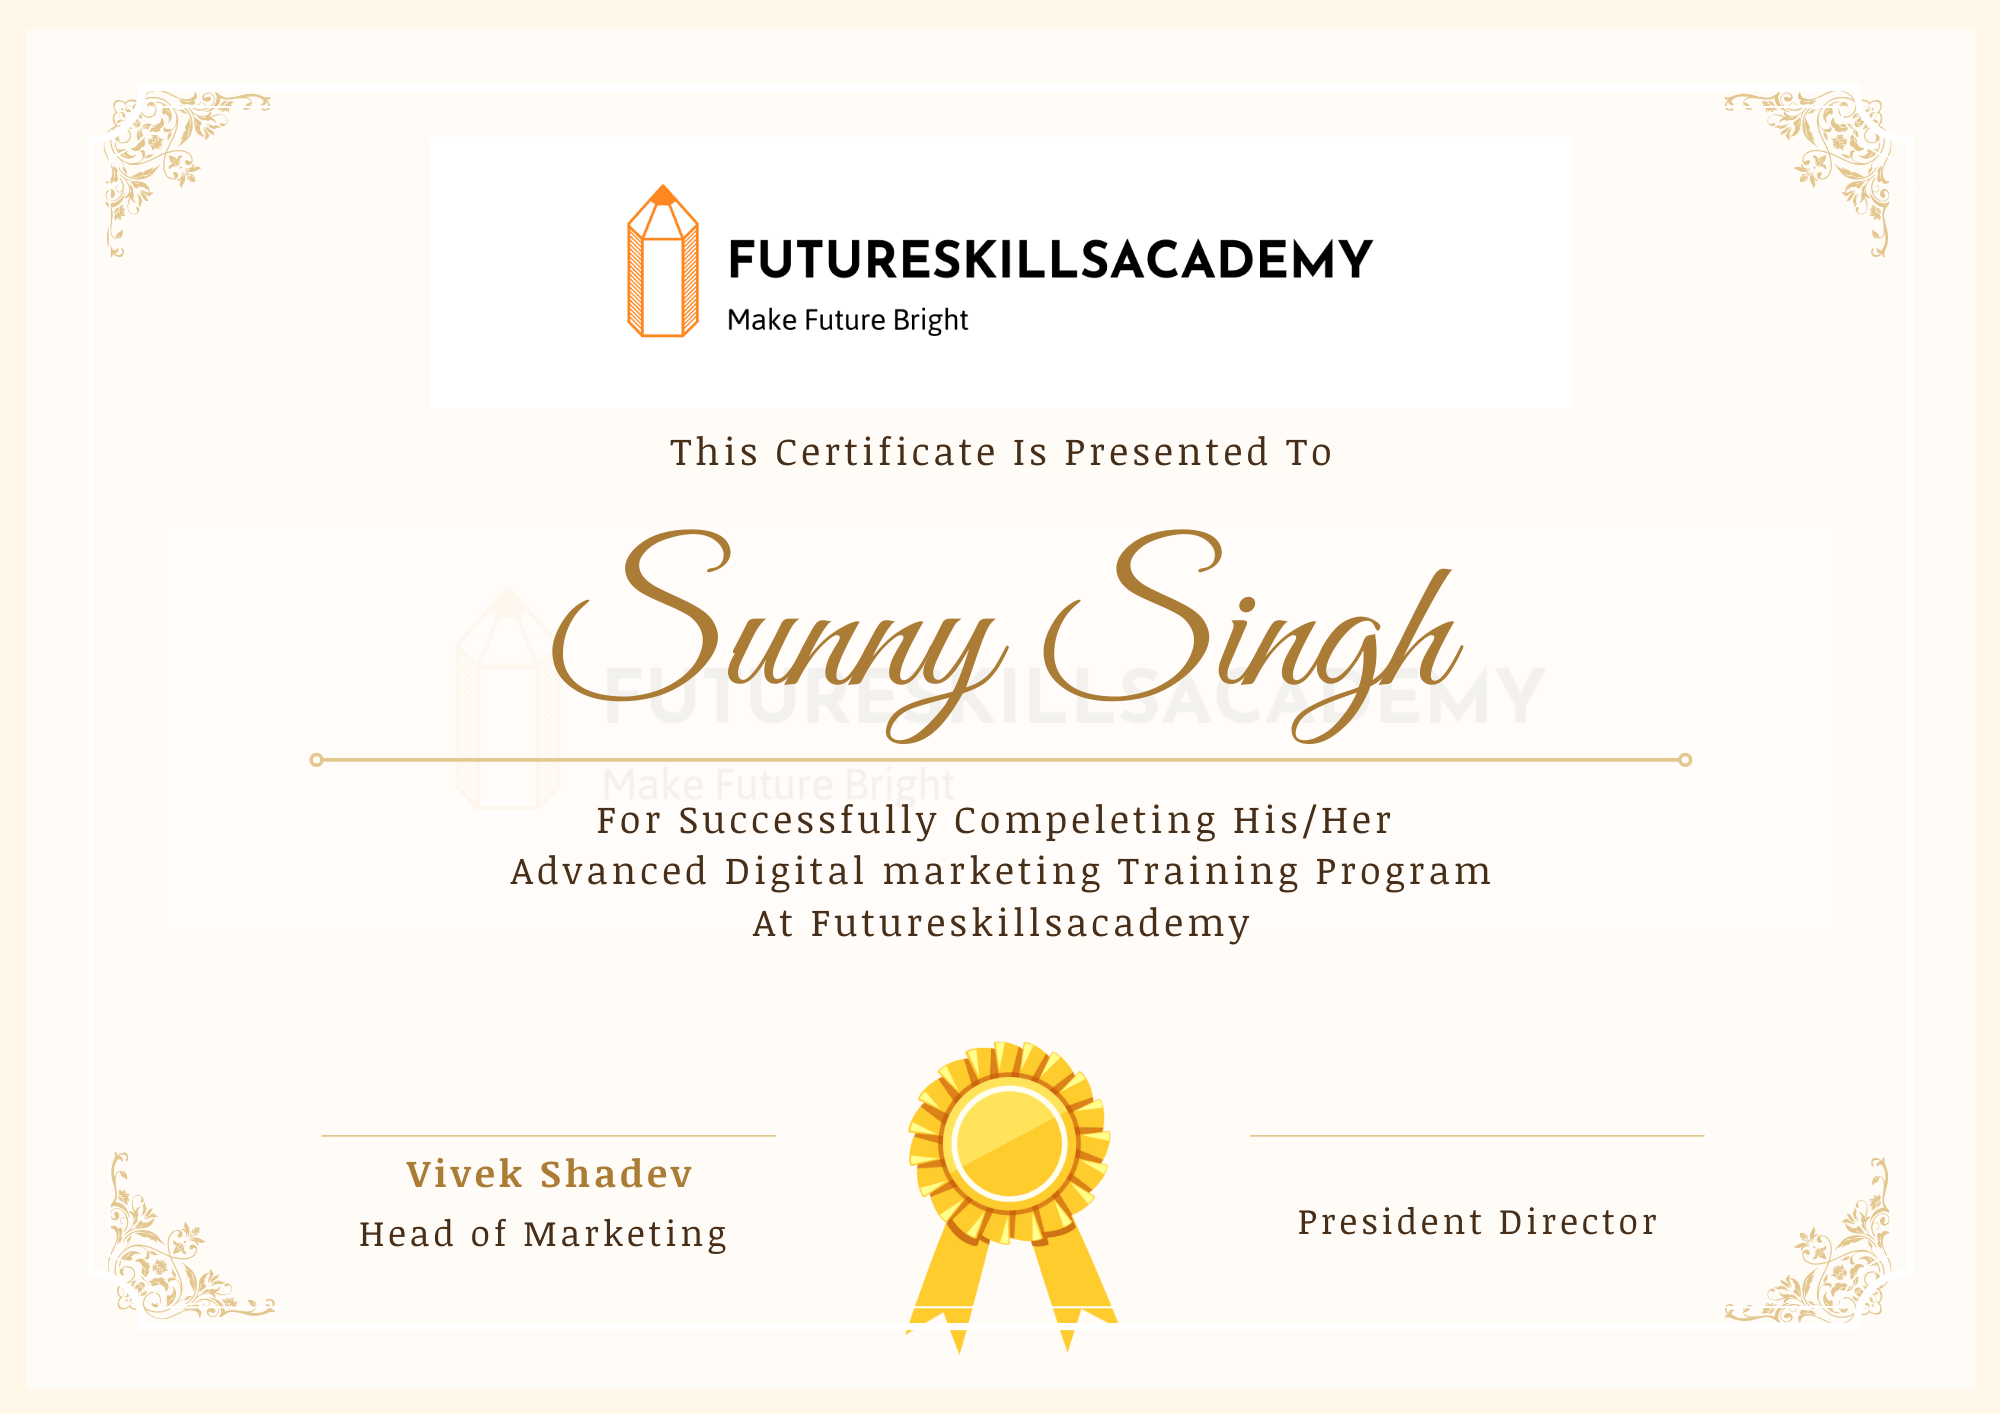 FUTURESKILLSACADEMY
Make Future Bright
This Certificate Is Presented To
Sunny Singh
FUTURESKILLSACADEMY
Make Future Bright
For Successfully Compeleting His/Her
Advanced Digital marketing Training Program
At Futureskillsacademy
Vivek Shadev
Head of Marketing
President Director